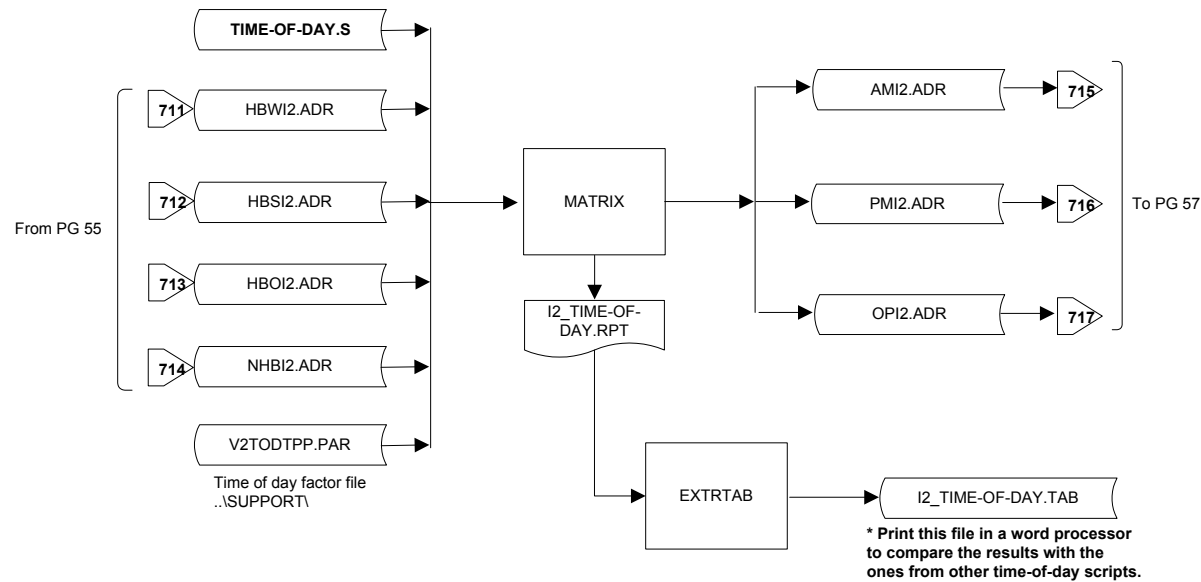 TIME-OF-DAY.S
711
HBWI2.ADR
712
HBSI2.ADR
713
HBOI2.ADR
714
NHBI2.ADR
From PG 55
V2TODTPP.PAR
Time of day factor file
..\SUPPORT\
MATRIX
I2_TIME-OF-
DAY.RPT
AMI2.ADR
715
PMI2.ADR
716
OPI2.ADR
717
To PG 57
EXTRTAB
I2_TIME-OF-DAY.TAB
* Print this file in a word processor
to compare the results with the
ones from other time-of-day scripts.